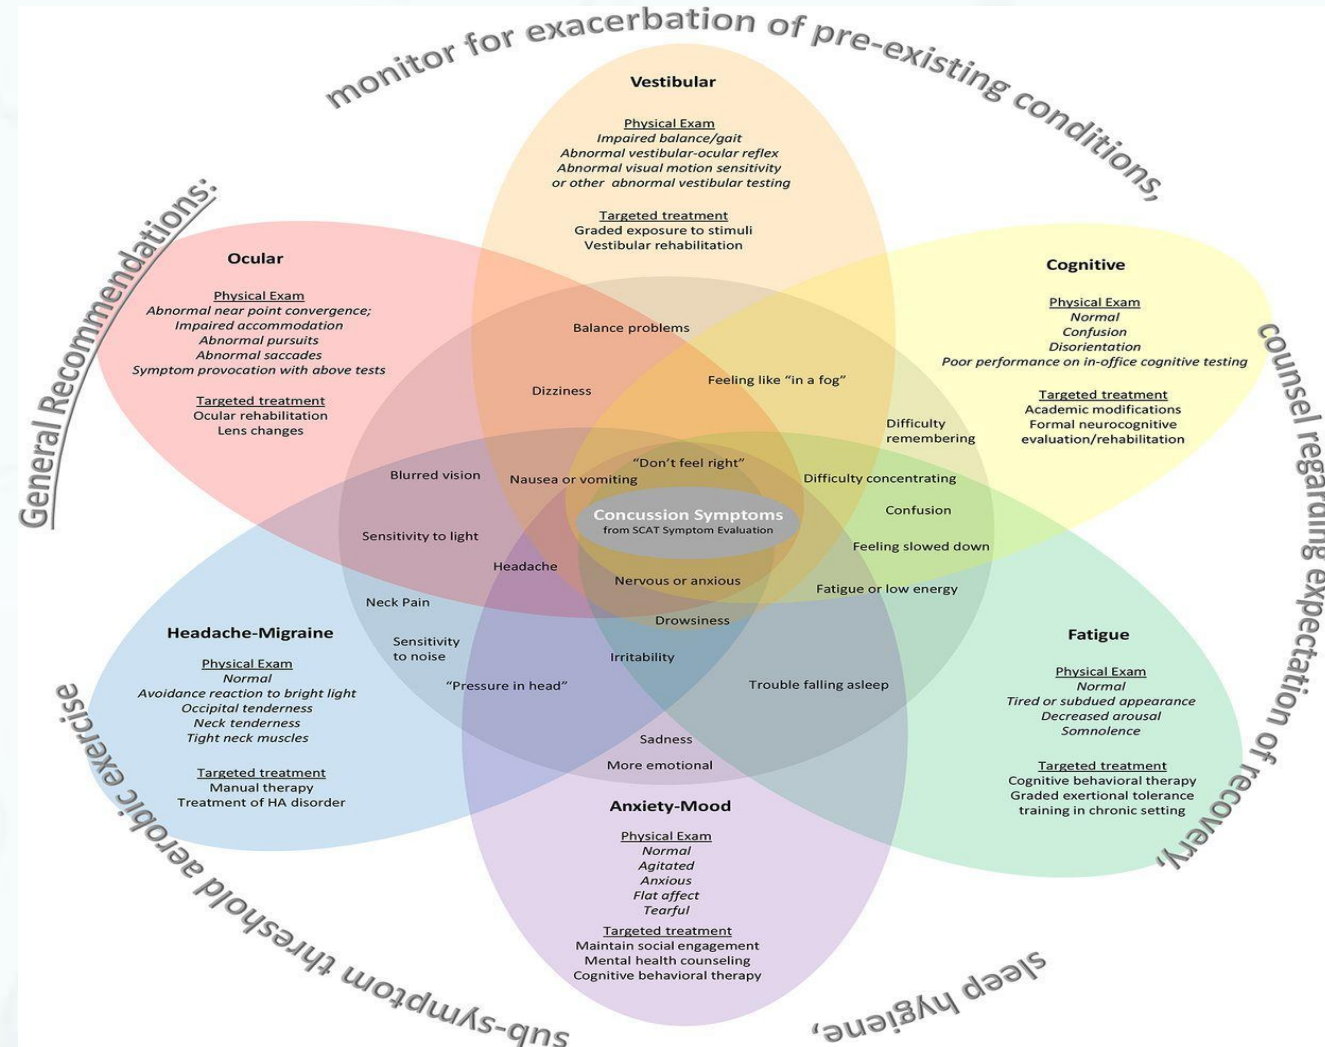 General Recommendations:
monitor for exacerbation of pre-existing conditions,
counsel regarding expectation of recovery,
sleep hygiene,
sub-symptom threshold aerobic exercise
Vestibular
Physical Exam
Impaired balance/gait
Abnormal vestibular-ocular reflex
Abnormal visual motion sensitivity
or other abnormal vestibular testing
Targeted treatment
Graded exposure to stimuli
Vestibular rehabilitation
Ocular
Physical Exam
Abnormal near point convergence;
Impaired accommodation
Abnormal pursuits
Abnormal saccades
Symptom provocation with above tests
Targeted treatment
Ocular rehabilitation
Lens changes
Cognitive
Physical Exam
Normal
Confusion
Disorientation
Poor performance on in-office cognitive testing
Targeted treatment
Academic modifications
Formal neurocognitive
evaluation/rehabilitation
Balance problems
Dizziness
Feeling like “in a fog”
Difficulty
remembering
“Don’t feel right”
Blurred vision
Nausea or vomiting
Difficulty concentrating
Concussion Symptoms
from SCAT Symptom Evaluation
Confusion
Sensitivity to light
Feeling slowed down
Headache
Nervous or anxious
Fatigue or low energy
Neck Pain
Drowsiness
Sensitivity
to noise
Irritability
“Pressure in head”
Trouble falling asleep
Sadness
More emotional
Headache-Migraine
Physical Exam
Normal
Avoidance reaction to bright light
Occipital tenderness
Neck tenderness
Tight neck muscles
Targeted treatment
Manual therapy
Treatment of HA disorder
Fatigue
Physical Exam
Normal
Tired or subdued appearance
Decreased arousal
Somnolence
Targeted treatment
Cognitive behavioral therapy
Graded exertional tolerance
training in chronic setting
Anxiety-Mood
Physical Exam
Normal
Agitated
Anxious
Flat affect
Tearful
Targeted treatment
Maintain social engagement
Mental health counseling
Cognitive behavioral therapy